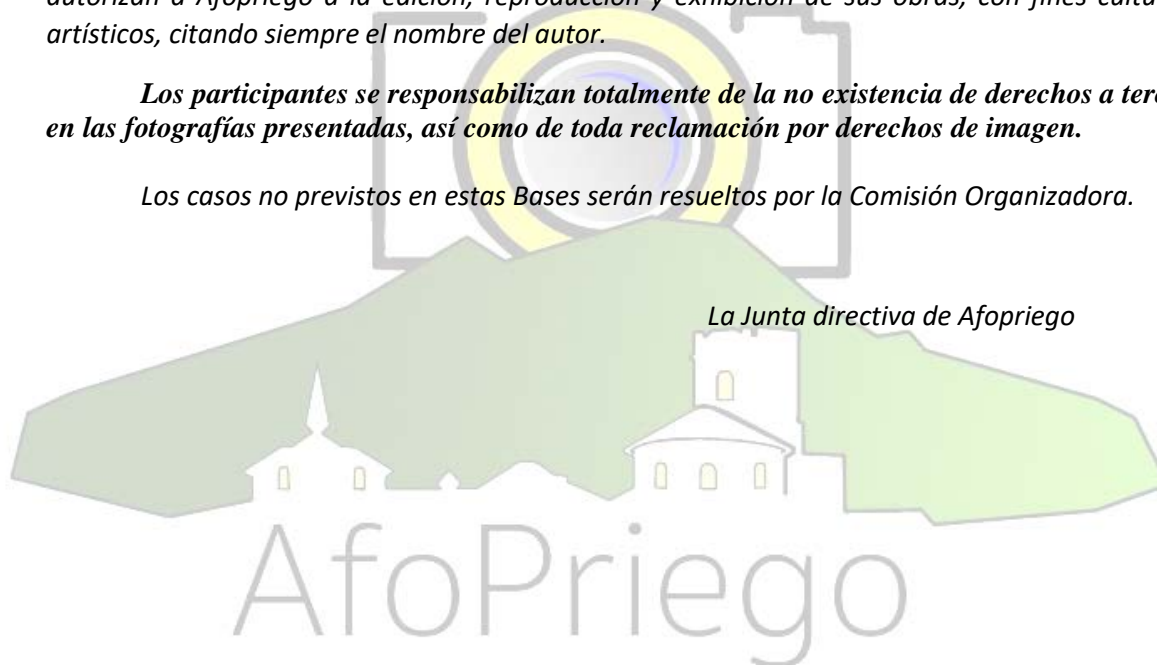 autorizan a Afopriego a la edición, reproducción y exhibición de sus obras, con fines
artísticos, citando siempre el nombre del autor.
Los participantes se responsabilizan totalmente de la no existencia de derechos a
en las fotografías presentadas, así como de toda reclamación por derechos de imagen.
Los casos no previstos en estas Bases serán resueltos por la Comisión Organizadora.
La Junta directiva de Afopriego
AfoPriego